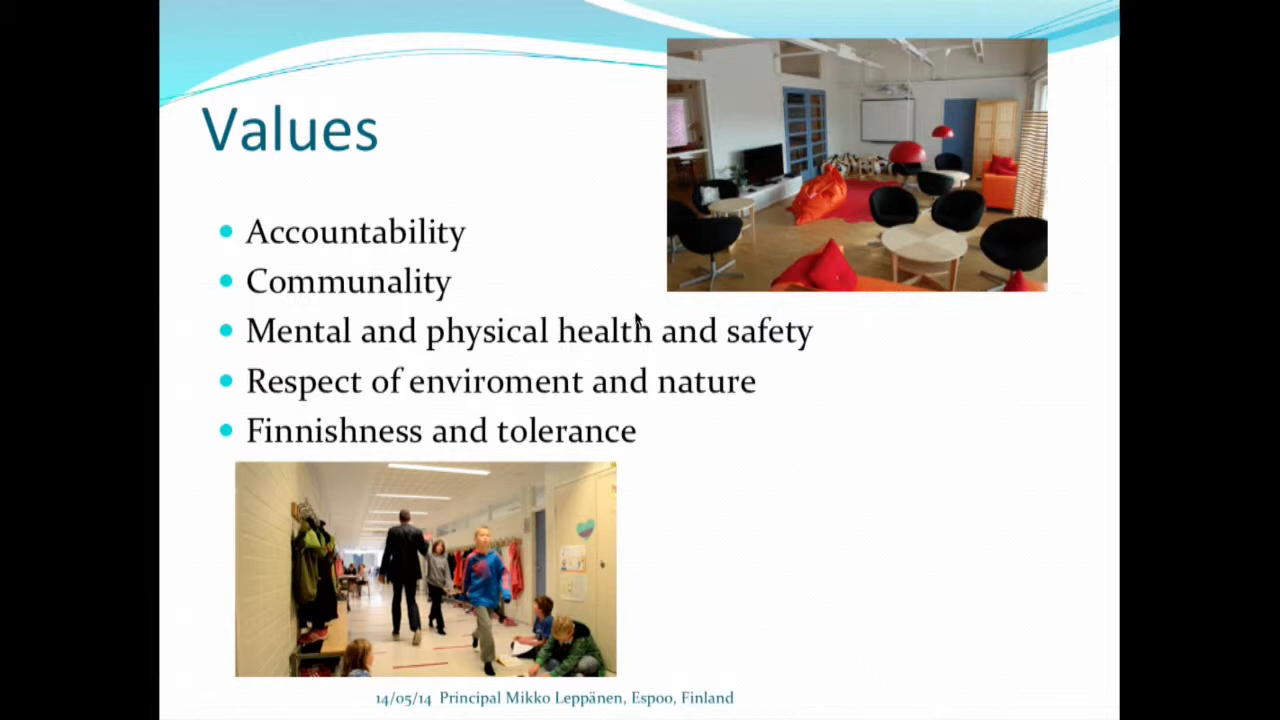 Values
Accountability
Communality
Mental and physical health and safety
Respect of enviroment and nature
Finnishness and tolerance
14/05/14 Principal Mikko Leppänen, Espoo, Finland